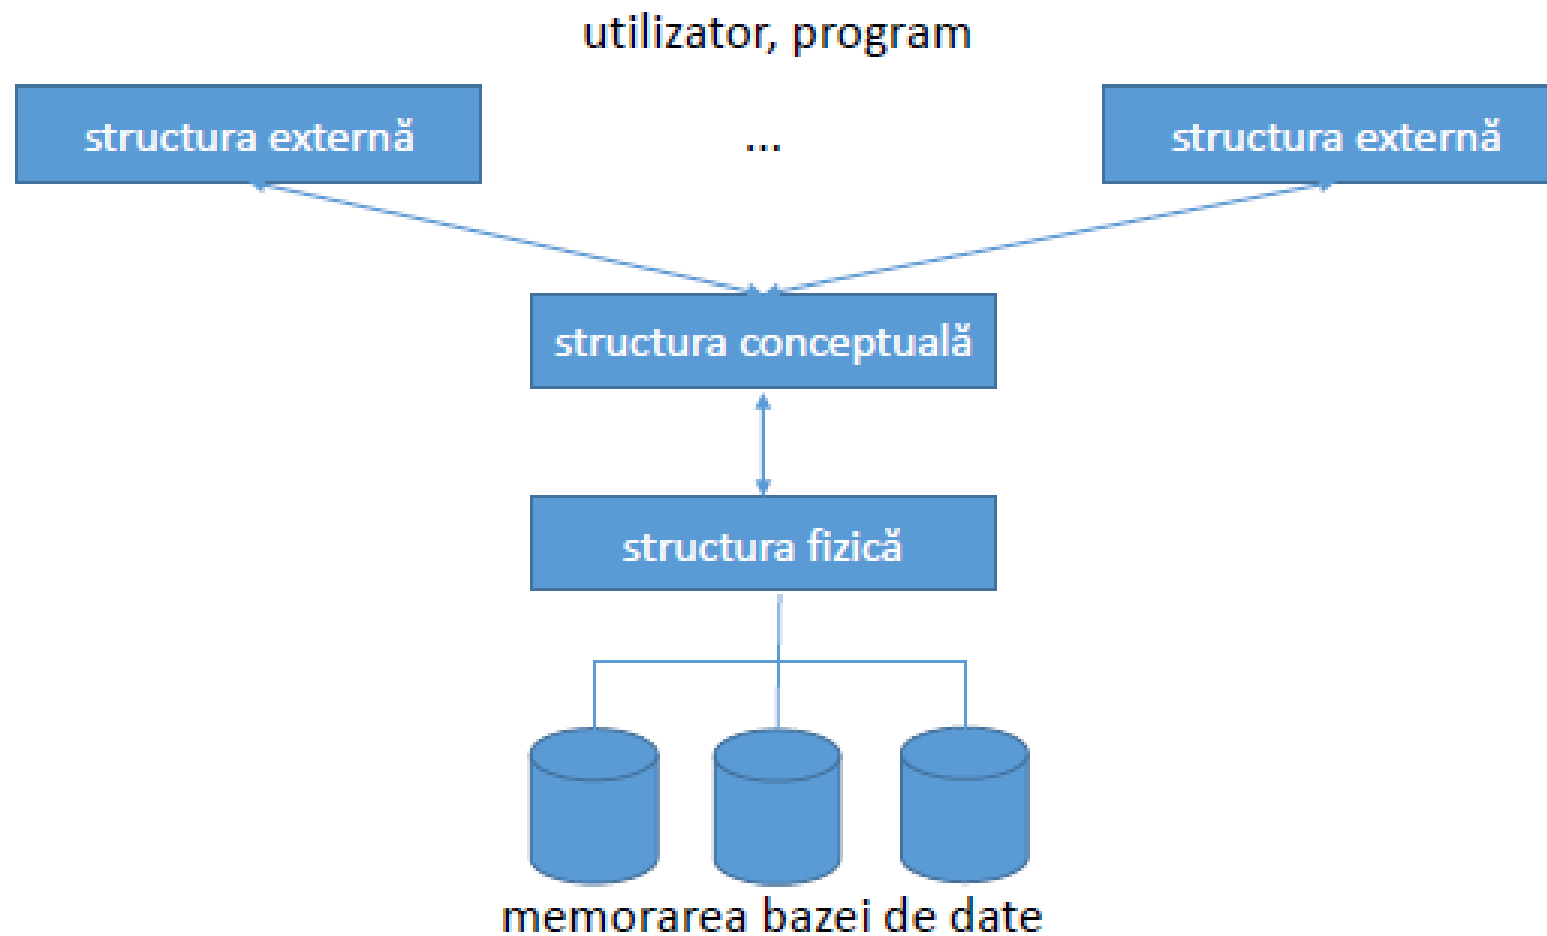 utilizator, program
structura externă
...
structura externă
structura conceptuală
structura fizică
memorarea bazei de date